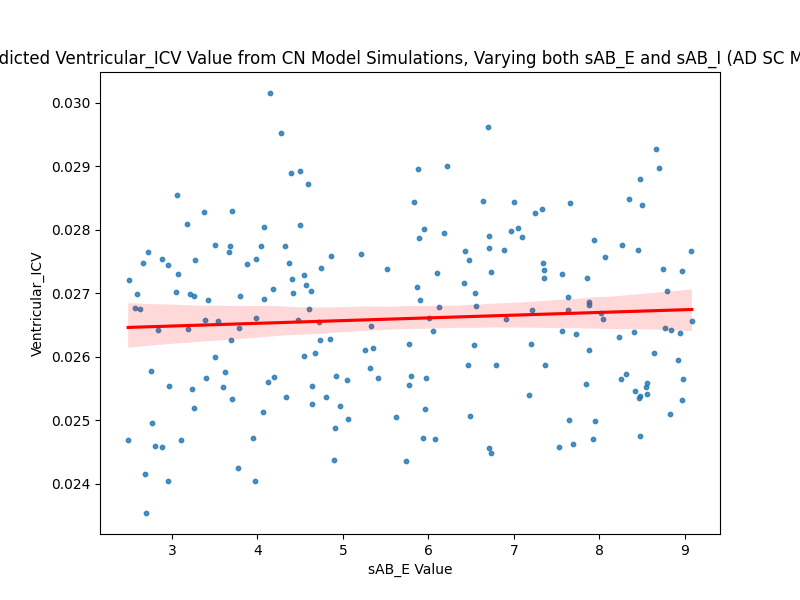 Ventricular_ICV Value from CN Model Simulations, Varying both sAB_E and sAB_I (AD SC
0.030
0.029
0.028
0.027
0.026
0.025
0.024
Ventricular_ICV
3 4 5 6 7 8 9
sAB_E Value